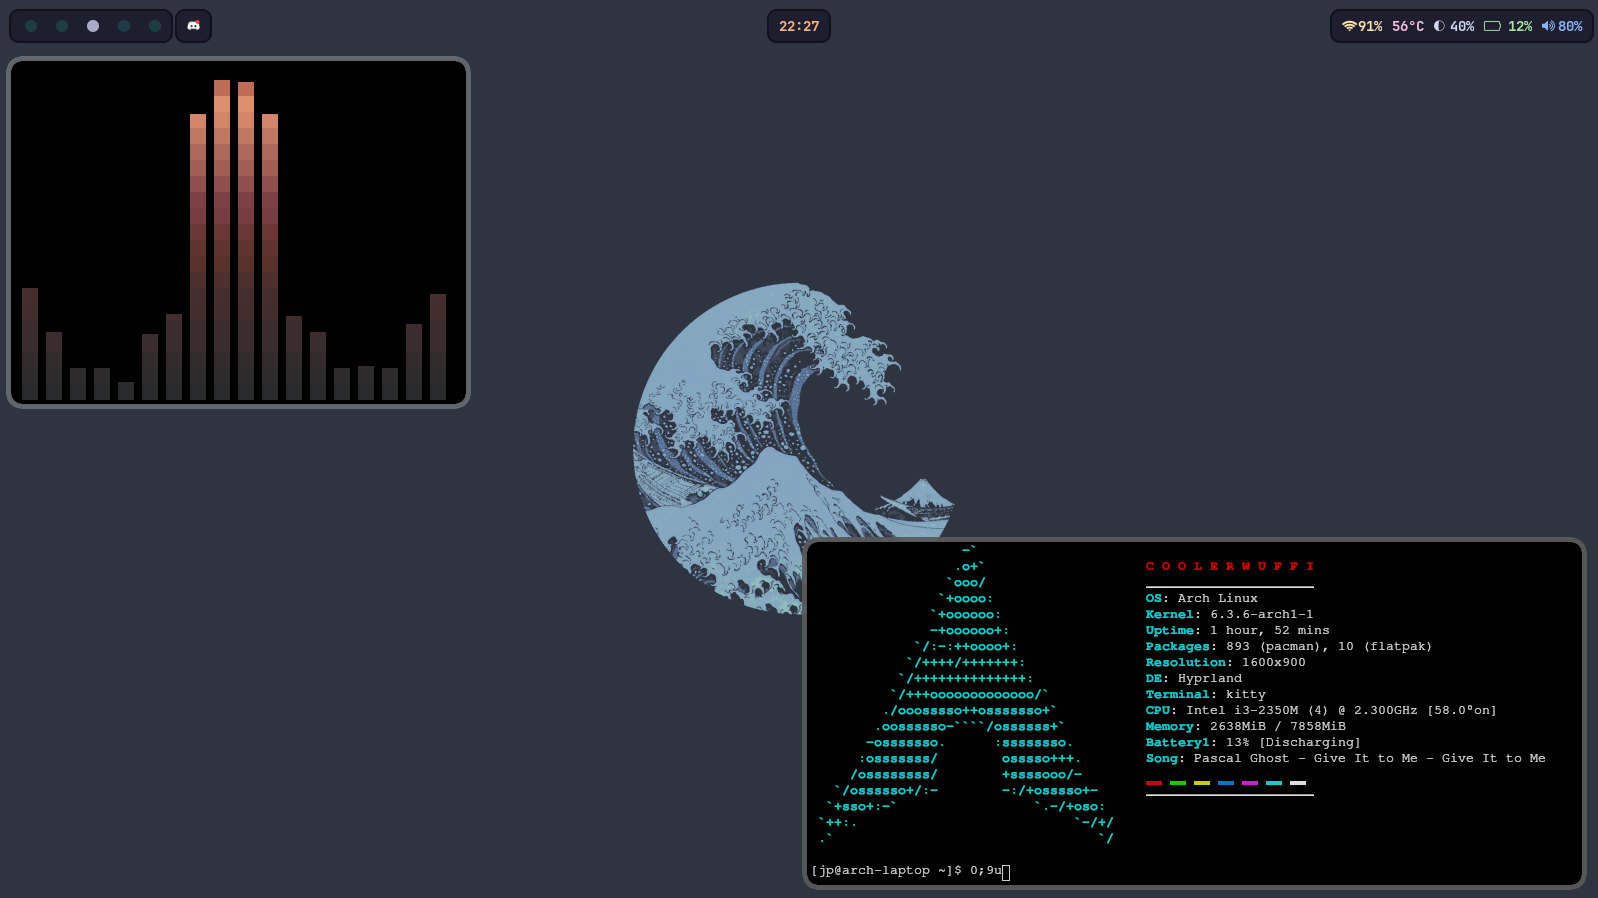 22:27
91% 56°C 40% 12% 80%
-`
.o+`
`ooo/
`+oooo:
`+oooooo:
-+oooooo+:
`/:-:++oooo+:
`/++++/+++++++:
`/++++++++++++++:
`/+++ooooooooooooo/`
./ooosssso++osssssso+`
.oossssso-````/ossssss+`
-osssssso. :ssssssso.
:osssssss/ osssso+++.
/ossssssss/ +ssssooo/-
`/ossssso+/:- -:/+osssso+-
`+sso+:-` `.-/+oso:
`++:. `-/+/
.` `/
C O O L E R W U F F I
OS: Arch Linux
Kernel: 6.3.6-arch1-1
Uptime: 1 hour, 52 mins
Packages: 893 (pacman), 10 (flatpak)
Resolution: 1600x900
DE: Hyprland
Terminal: kitty
CPU: Intel i3-2350M (4) @ 2.300GHz [58.0°on]
Memory: 2638MiB / 7858MiB
Battery1: 13% [Discharging]
Song: Pascal Ghost - Give It to Me - Give It to Me
[jp@arch-laptop ~]$ 0;9u